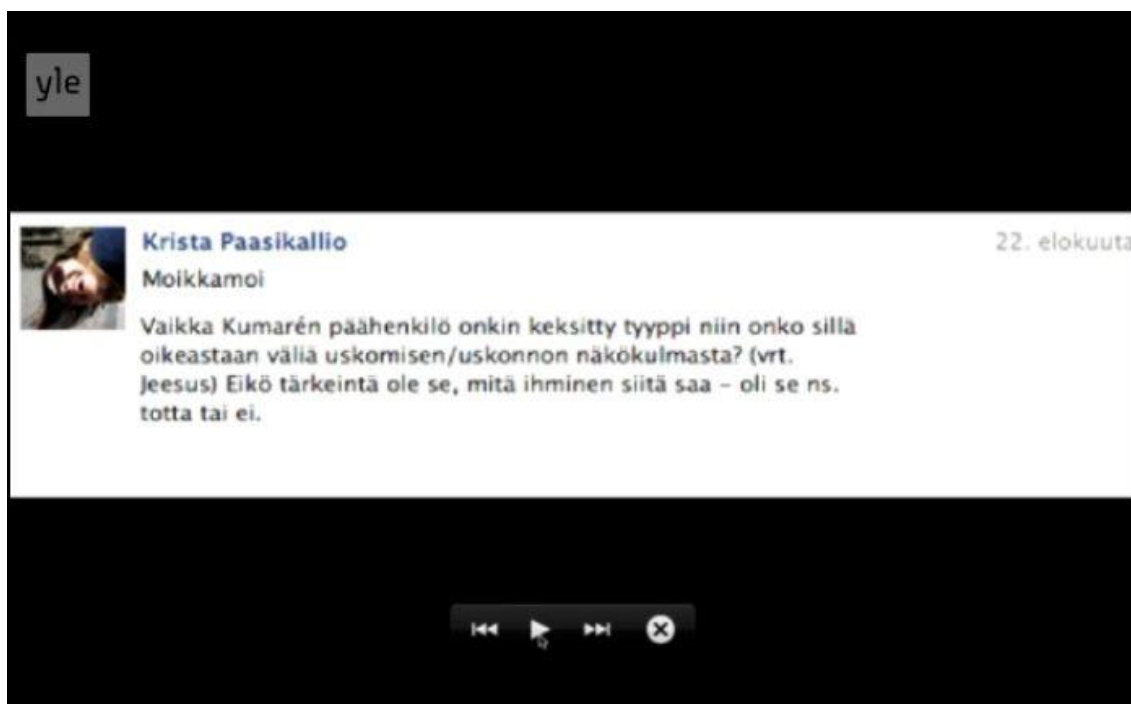 yle
Krista Paasikallio
22. elokuuta
Moikkamoi
Vaikka Kumarén päähenkilö onkin keksitty tyyppi niin onko sillä
oikeastaan väliä uskomisen/uskonnon näkökulmasta? (vrt.
Jeesus) Eikö tärkeintä ole se, mitä ihminen siitä saa – oli se ns.
totta tai ei.